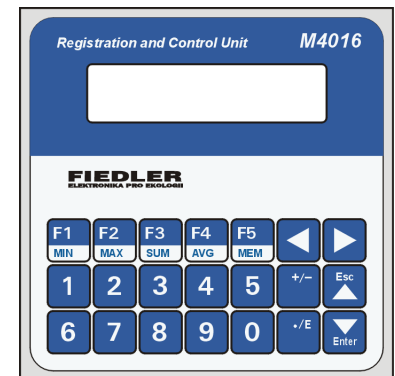 Registration and Control Unit M4016
FIEDLER
ELEKTRONIKA PRO EKOLOGII
F1 F2 F3 F4 F5
MIN MAX SUM AVG MEM
1 2 3 4 5 +/− Esc
6 7 8 9 0 ./E Enter